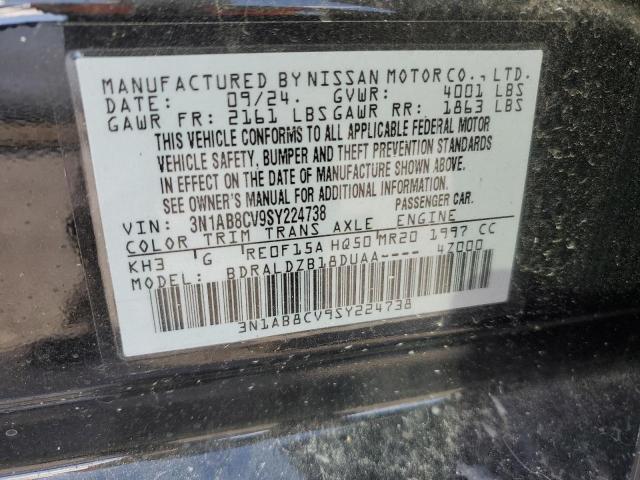 MANUFACTURED BY NISSAN MOTOR CO., LTD.
DATE: 09/24. GVWR: 4001 LBS
GAWR FR: 2161 LBS GAWR RR: 1863 LBS
THIS VEHICLE CONFORMS TO ALL APPLICABLE FEDERAL MOTOR
VEHICLE SAFETY, BUMPER AND THEFT PREVENTION STANDARDS
IN EFFECT ON THE DATE OF MANUFACTURE SHOWN ABOVE.
SEE OWNER'S MANUAL FOR ADDITIONAL INFORMATION.
VIN: 3N1AB8CV9SY224738 PASSENGER CAR.
COLOR TRIM TRANS AXLE ENGINE
KH3 G RE0F15A HQ50 MR20 1997 CC
MODEL: BDRALDZB18DUAA---- 47000
3N1AB8CV9SY224738